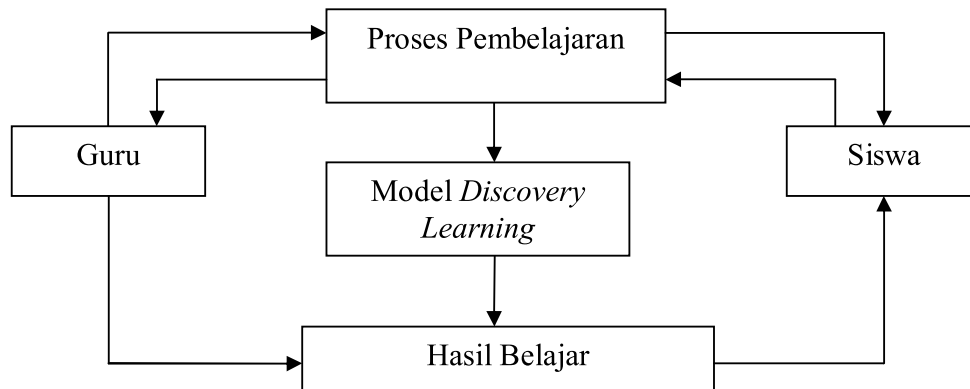 Proses Pembelajaran
Guru
Siswa
Model Discovery
Learning
Hasil Belajar